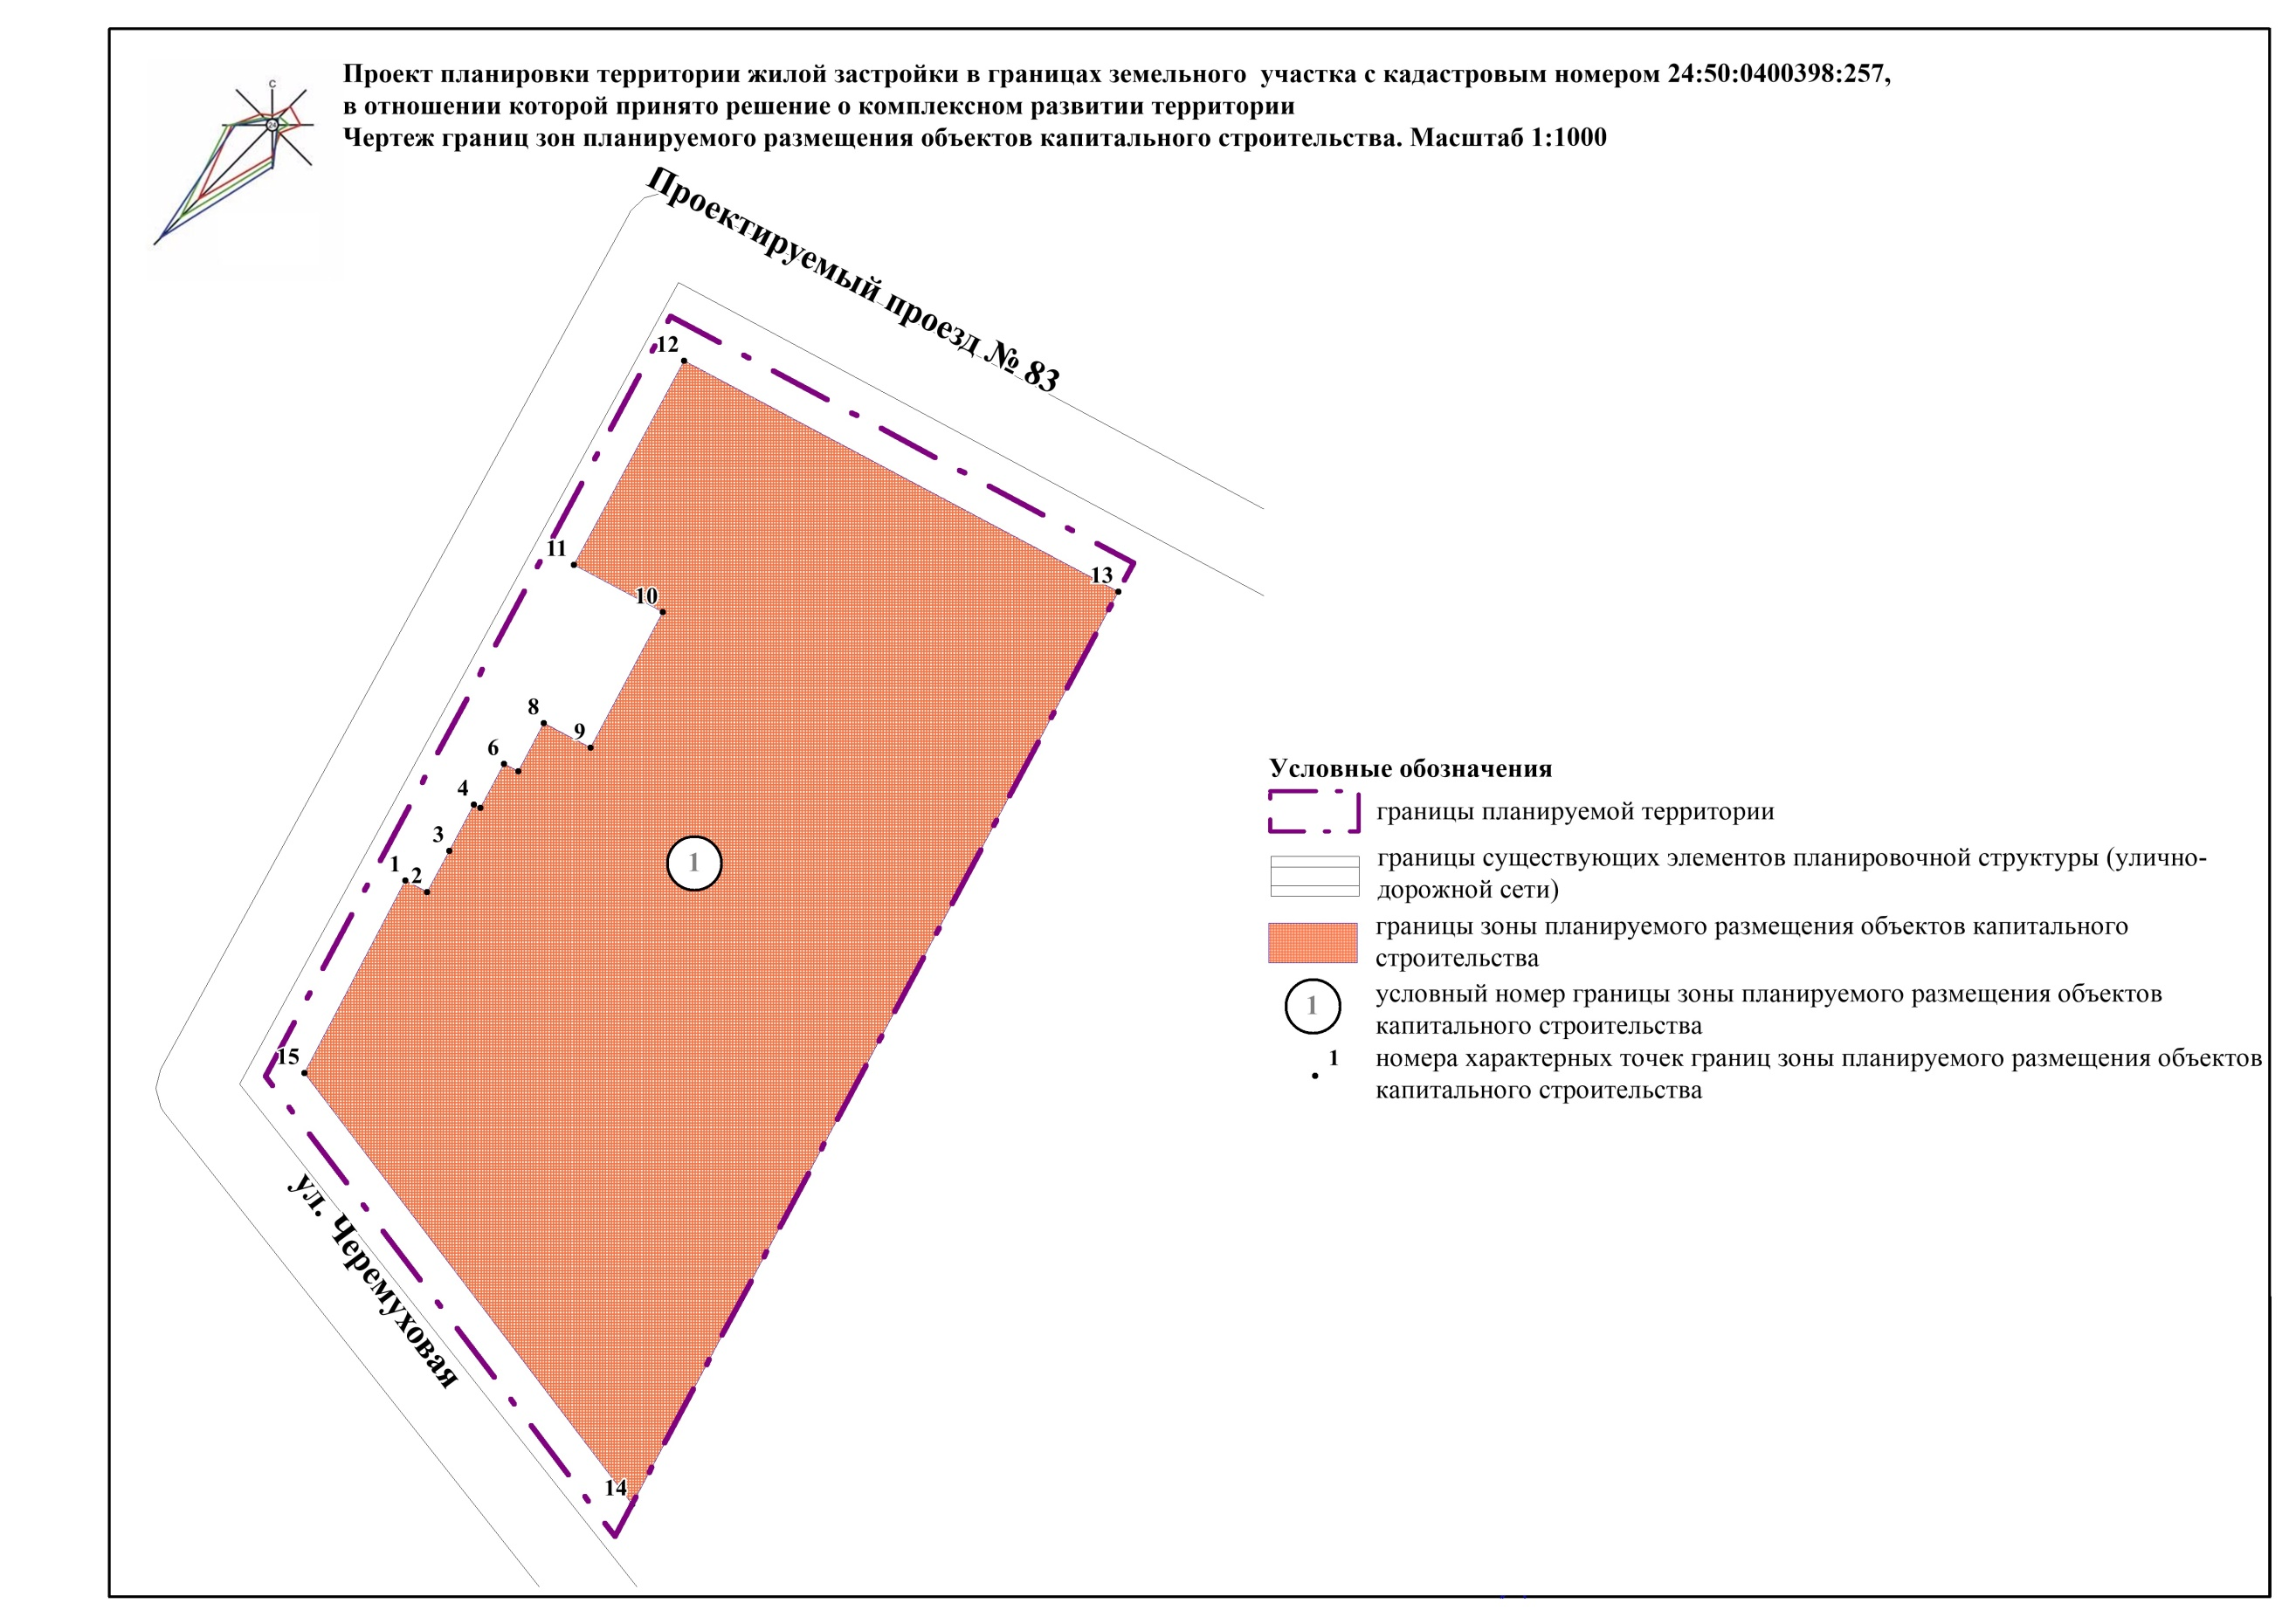 С
24
Проект планировки территории жилой застройки в границах земельного участка с кадастровым номером 24:50:0400398:257,
в отношении которой принято решение о комплексном развитии территории
Чертеж границ зон планируемого размещения объектов капитального строительства. Масштаб 1:1000
Проектируемый проезд № 83
12
11
13
10
8
9
6
4
3
1
2
1
15
ул. Черемуховая
14
Условные обозначения
границы планируемой территории
границы существующих элементов планировочной структуры (улично-
дорожной сети)
границы зоны планируемого размещения объектов капитального
строительства
1
условный номер границы зоны планируемого размещения объектов
капитального строительства
1
номера характерных точек границ зоны планируемого размещения объектов
капитального строительства